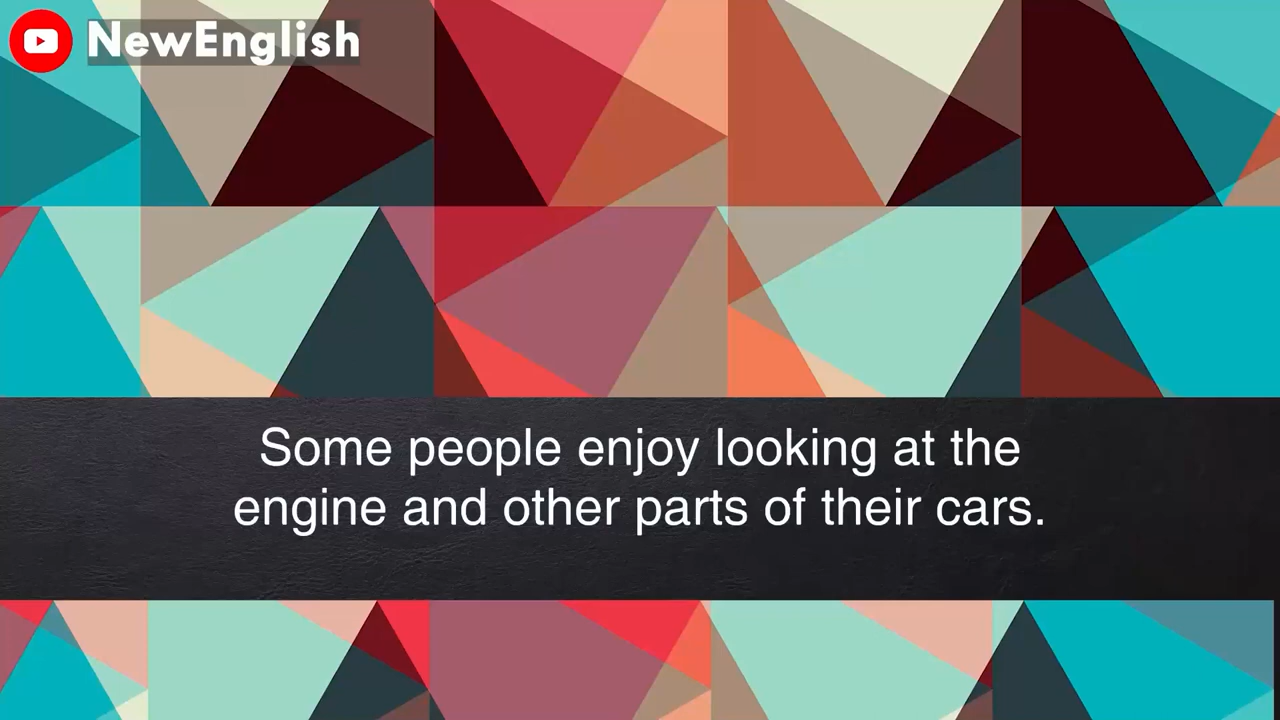 NewEnglish
Some people enjoy looking at the
engine and other parts of their cars.